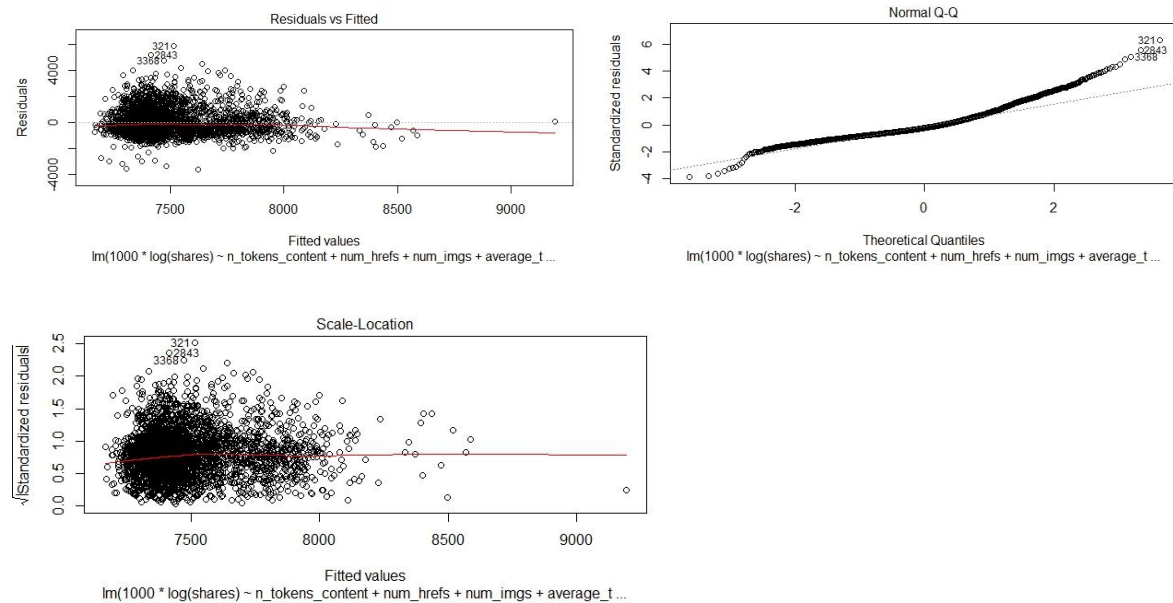 Residuals vs Fitted
Residuals
4000
0
-4000
321
2843
3368
7500 8000 8500 9000
Fitted values
lm(1000 * log(shares) ~ n_tokens_content + num_hrefs + num_imgs + average_t ...
Normal Q-Q
Standardized residuals
6
4
2
0
-2
-4
321
2843
3368
-2 0 2
Theoretical Quantiles
lm(1000 * log(shares) ~ n_tokens_content + num_hrefs + num_imgs + average_t ...
Scale-Location
√|Standardized residuals|
2.5
2.0
1.5
1.0
0.5
0.0
321
2843
3368
7500 8000 8500 9000
Fitted values
lm(1000 * log(shares) ~ n_tokens_content + num_hrefs + num_imgs + average_t ...